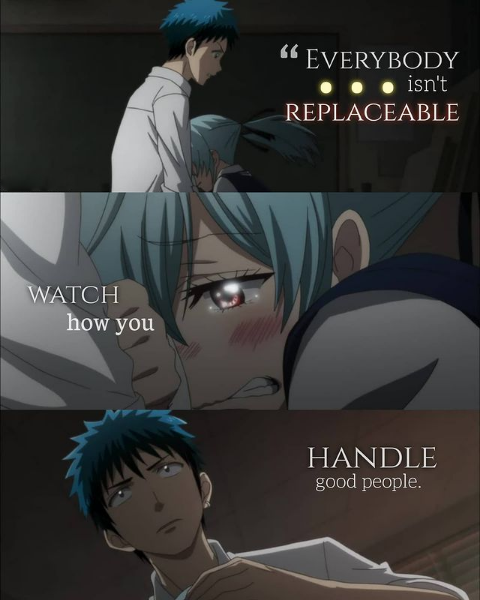 “ EVERYBODY
• • • isn't
REPLACEABLE
WATCH
how you
HANDLE
good people.